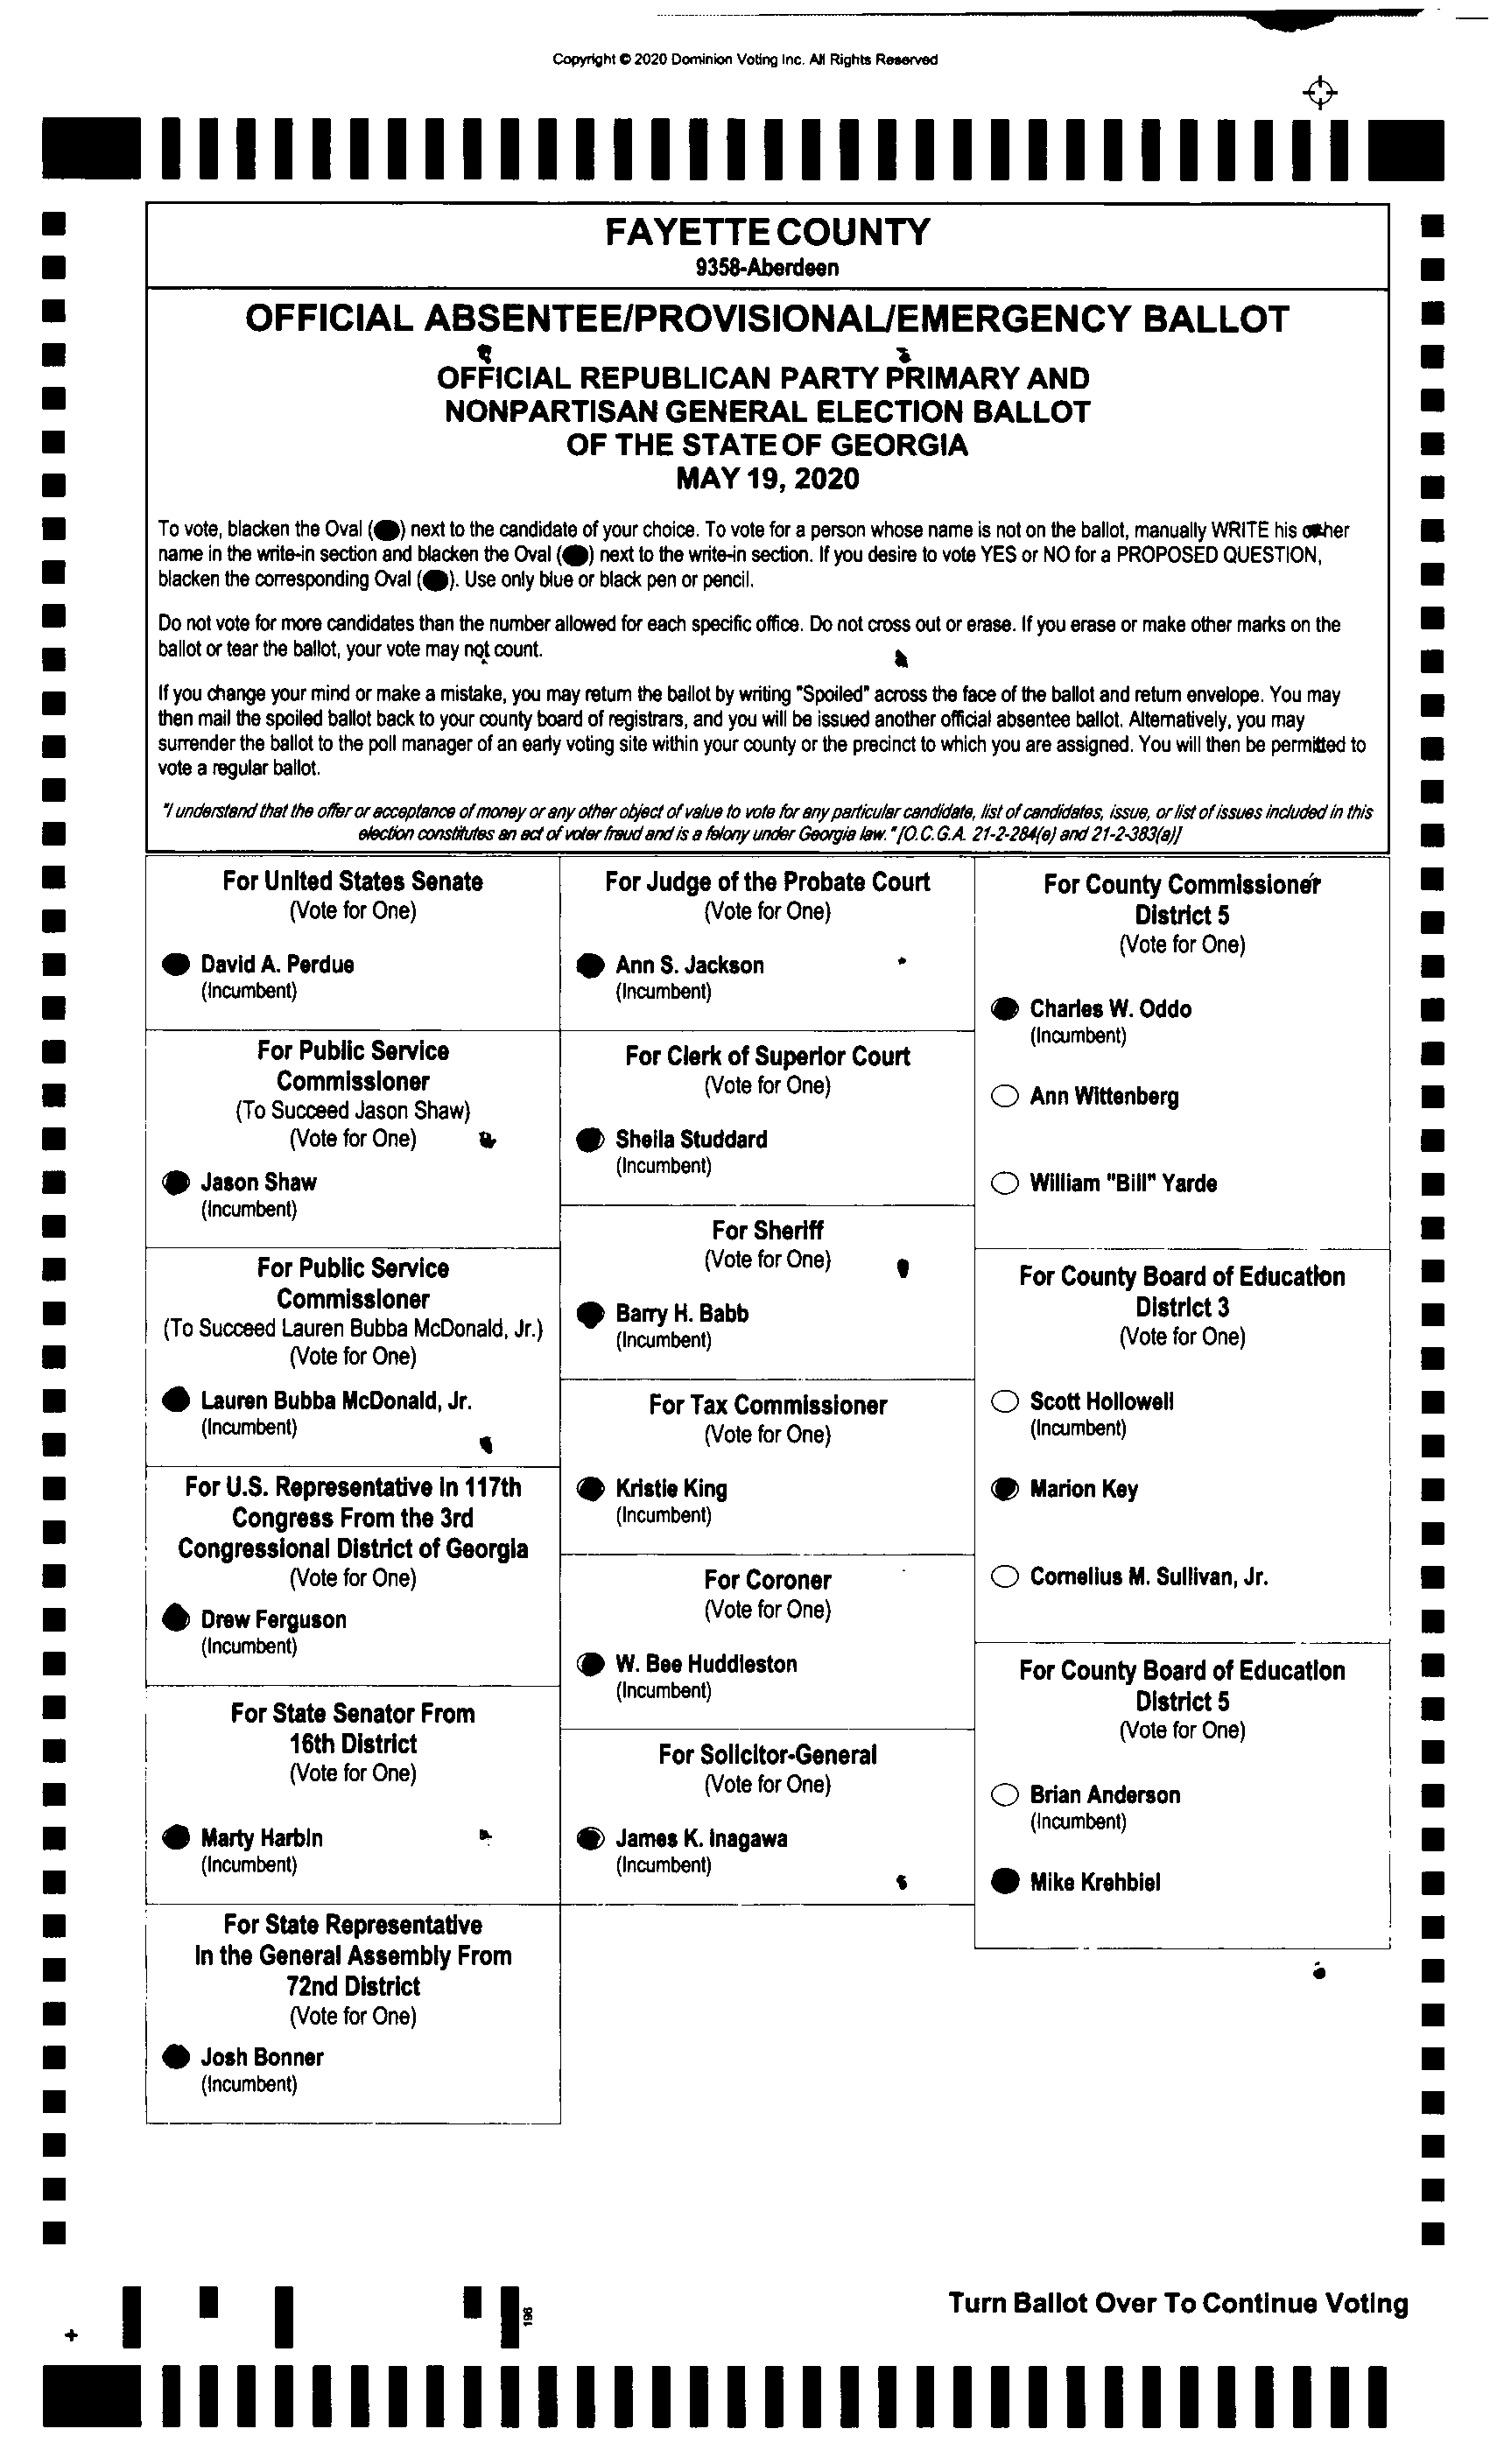 Copyright © 2020 Dominion Voting Inc. All Rights Reserved
FAYETTE COUNTY
9358-Aberdeen
OFFICIAL ABSENTEE/PROVISIONAL/EMERGENCY BALLOT
OFFICIAL REPUBLICAN PARTY PRIMARY AND
NONPARTISAN GENERAL ELECTION BALLOT
OF THE STATE OF GEORGIA
MAY 19, 2020
To vote, blacken the Oval (●) next to the candidate of your choice. To vote for a person whose name is not on the ballot, manually WRITE his or her
name in the write-in section and blacken the Oval (●) next to the write-in section. If you desire to vote YES or NO for a PROPOSED QUESTION,
blacken the corresponding Oval (●). Use only blue or black pen or pencil.
Do not vote for more candidates than the number allowed for each specific office. Do not cross out or erase. If you erase or make other marks on the
ballot or tear the ballot, your vote may not count.
If you change your mind or make a mistake, you may return the ballot by writing "Spoiled" across the face of the ballot and return envelope. You may
then mail the spoiled ballot back to your county board of registrars, and you will be issued another official absentee ballot. Alternatively, you may
surrender the ballot to the poll manager of an early voting site within your county or the precinct to which you are assigned. You will then be permitted to
vote a regular ballot.
"I understand that the offer or acceptance of money or any other object of value to vote for any particular candidate, list of candidates, issue, or list of issues included in this
election constitutes an act of voter fraud and is a felony under Georgia law." [O.C.G.A. 21-2-284(e) and 21-2-383(a)]
For United States Senate
(Vote for One)
David A. Perdue
(Incumbent)
For Public Service
Commissioner
(To Succeed Jason Shaw)
(Vote for One)
Jason Shaw
(Incumbent)
For Public Service
Commissioner
(To Succeed Lauren Bubba McDonald, Jr.)
(Vote for One)
Lauren Bubba McDonald, Jr.
(Incumbent)
For U.S. Representative in 117th
Congress From the 3rd
Congressional District of Georgia
(Vote for One)
Drew Ferguson
(Incumbent)
For State Senator From
16th District
(Vote for One)
Marty Harbin
(Incumbent)
For State Representative
In the General Assembly From
72nd District
(Vote for One)
Josh Bonner
(Incumbent)
For Judge of the Probate Court
(Vote for One)
Ann S. Jackson
(Incumbent)
For Clerk of Superior Court
(Vote for One)
Sheila Studdard
(Incumbent)
For Sheriff
(Vote for One)
Barry H. Babb
(Incumbent)
For Tax Commissioner
(Vote for One)
Kristie King
(Incumbent)
For Coroner
(Vote for One)
W. Bee Huddleston
(Incumbent)
For Solicitor-General
(Vote for One)
James K. Inagawa
(Incumbent)
For County Commissioner
District 5
(Vote for One)
Charles W. Oddo
(Incumbent)
Ann Wittenberg
William "Bill" Yarde
For County Board of Education
District 3
(Vote for One)
Scott Hollowell
(Incumbent)
Marion Key
Cornelius M. Sullivan, Jr.
For County Board of Education
District 5
(Vote for One)
Brian Anderson
(Incumbent)
Mike Krehbiel
Turn Ballot Over To Continue Voting
196